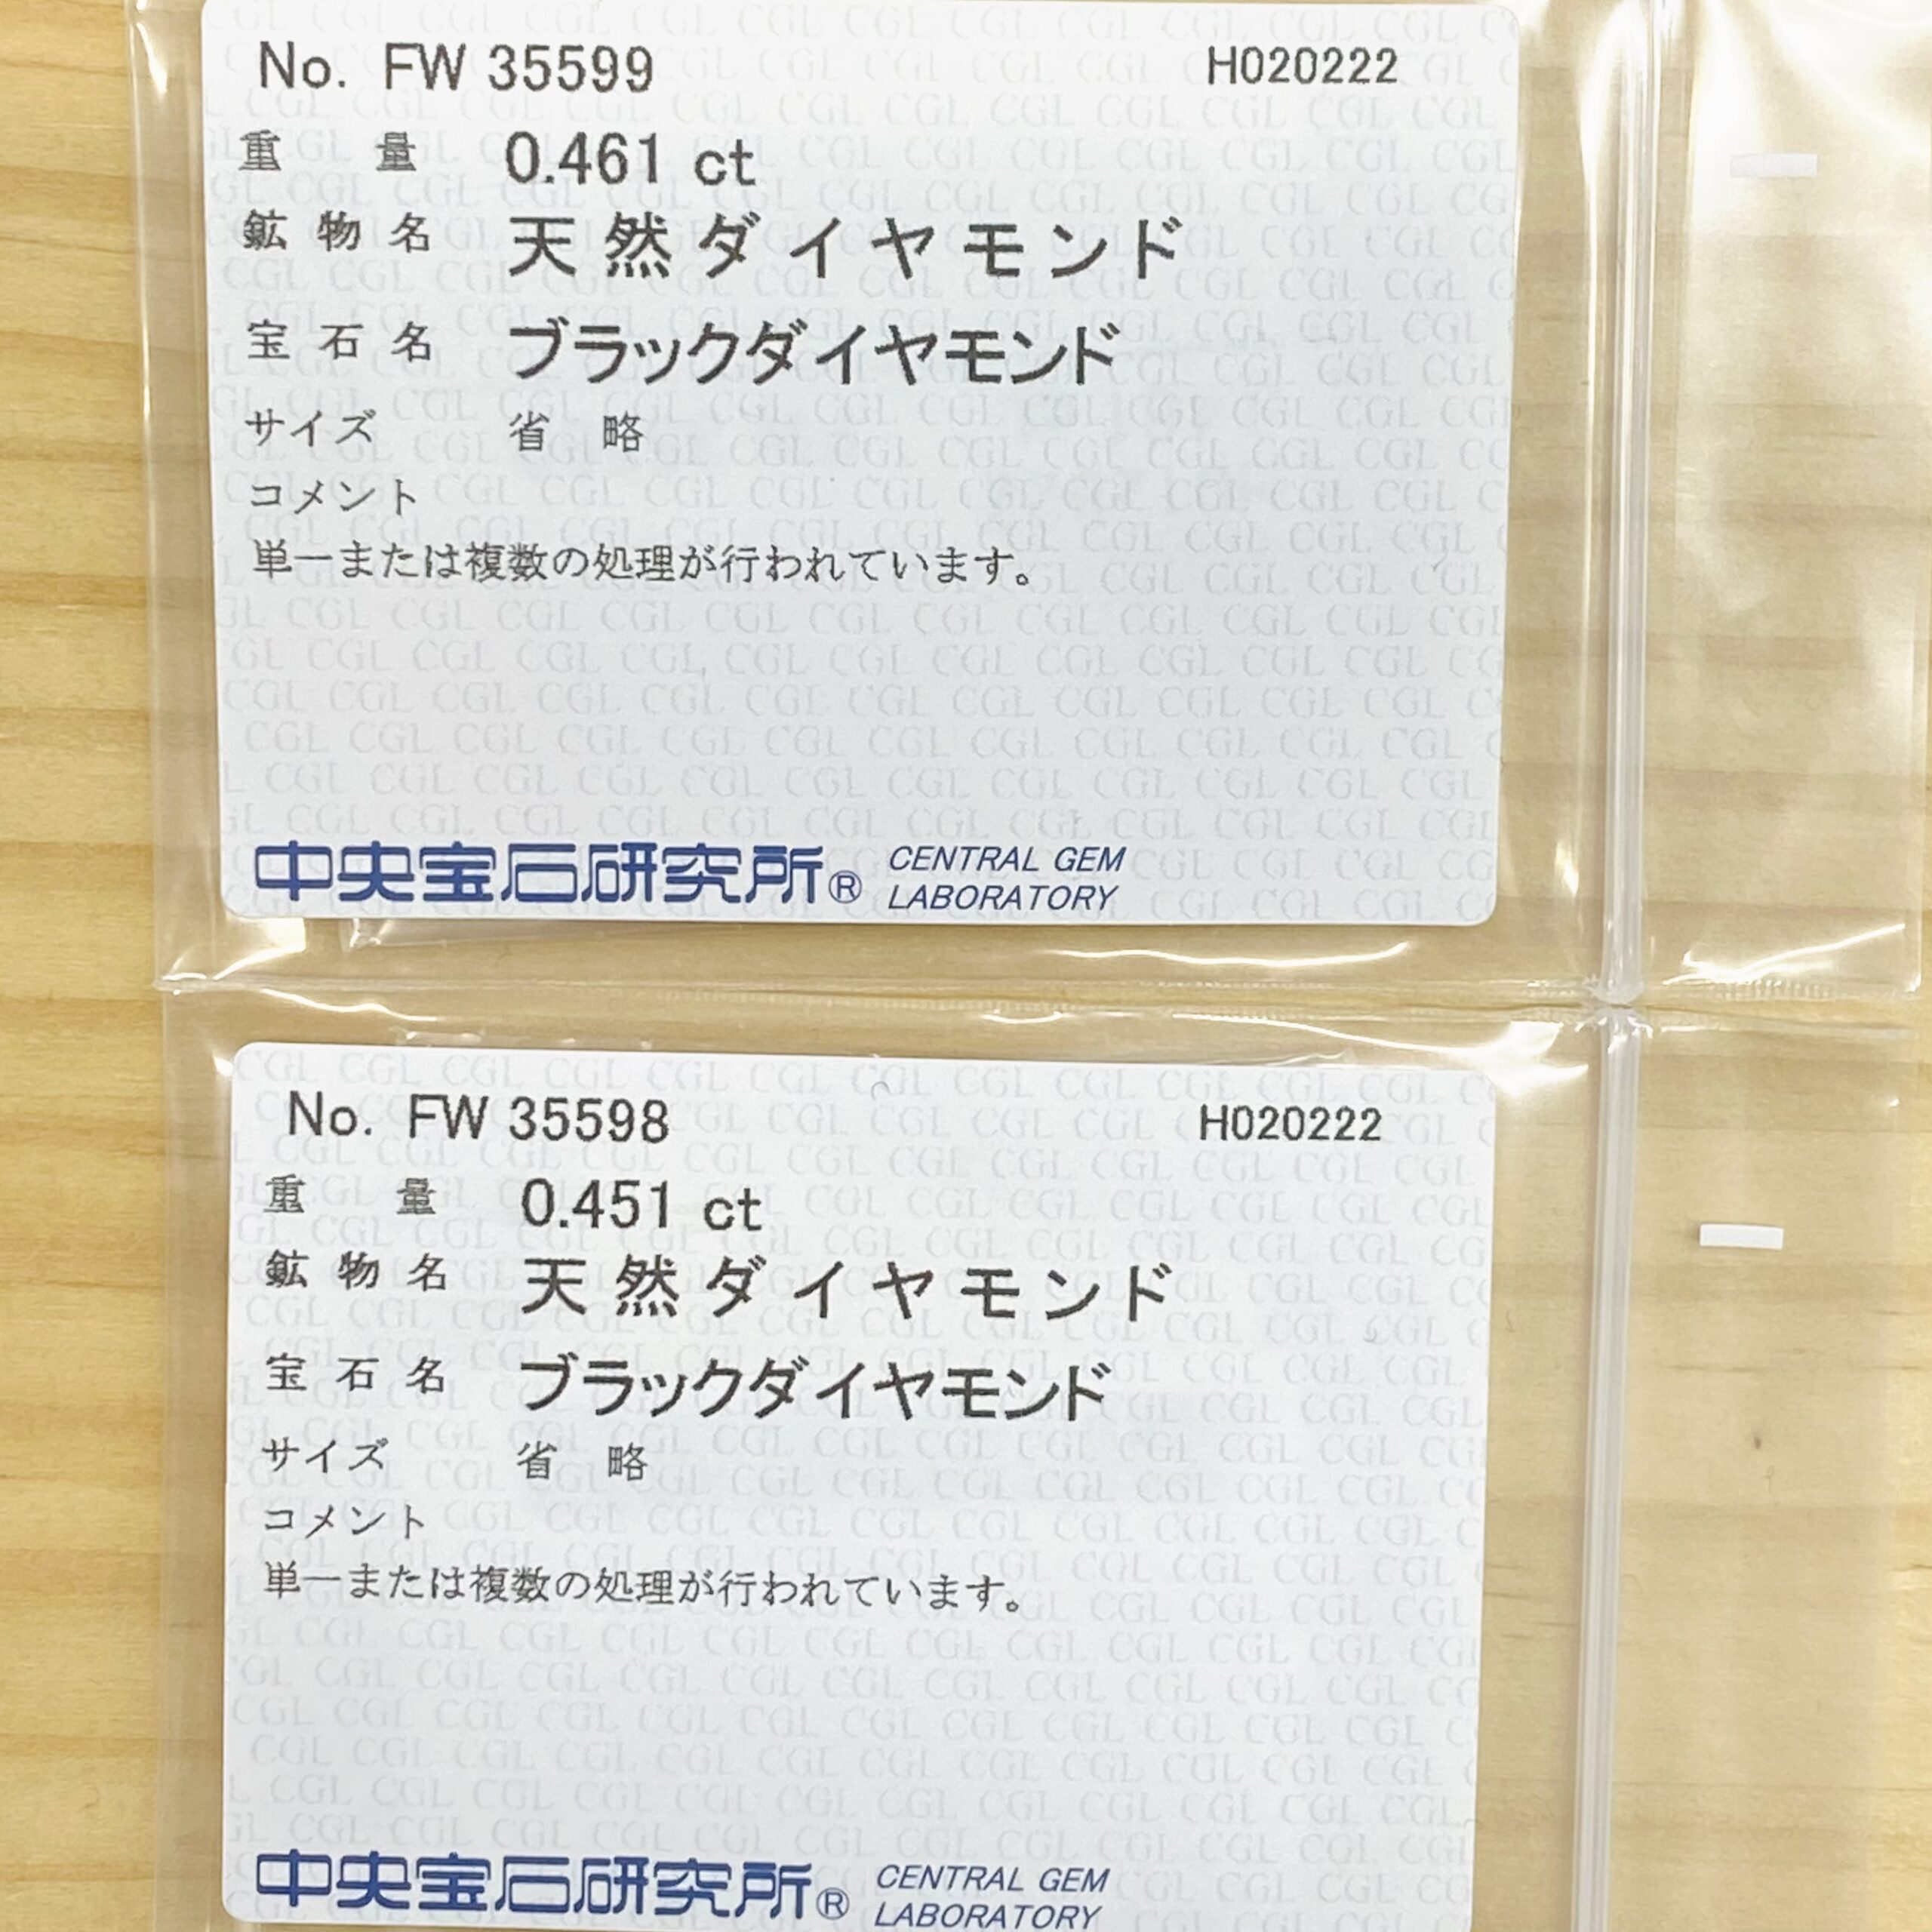 No. FW 35599 H020222
重量 0.461 ct
鉱物名 天然ダイヤモンド
宝石名 ブラックダイヤモンド
サイズ 省略
コメント
単一または複数の処理が行われています。
中央宝石研究所® CENTRAL GEM
LABORATORY
No. FW 35598 H020222
重量 0.451 ct
鉱物名 天然ダイヤモンド
宝石名 ブラックダイヤモンド
サイズ 省略
コメント
単一または複数の処理が行われています。
中央宝石研究所® CENTRAL GEM
LABORATORY